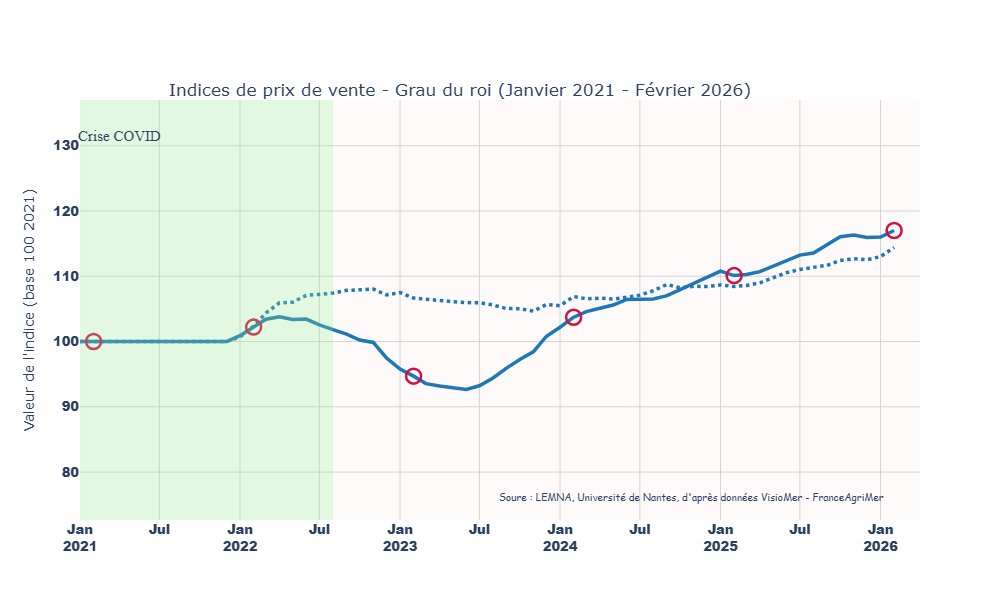 Indices de prix de vente - Grau du roi (Janvier 2021 - Février 2026)
Crise COVID
130
120
110
100
90
80
Valeur de l'indice (base 100 2021)
Soure : LEMNA, Université de Nantes, d'après données VisioMer - FranceAgriMer
Jan Jul Jan Jul Jan Jul Jan Jul Jan Jul Jan
2021 2022 2023 2024 2025 2026